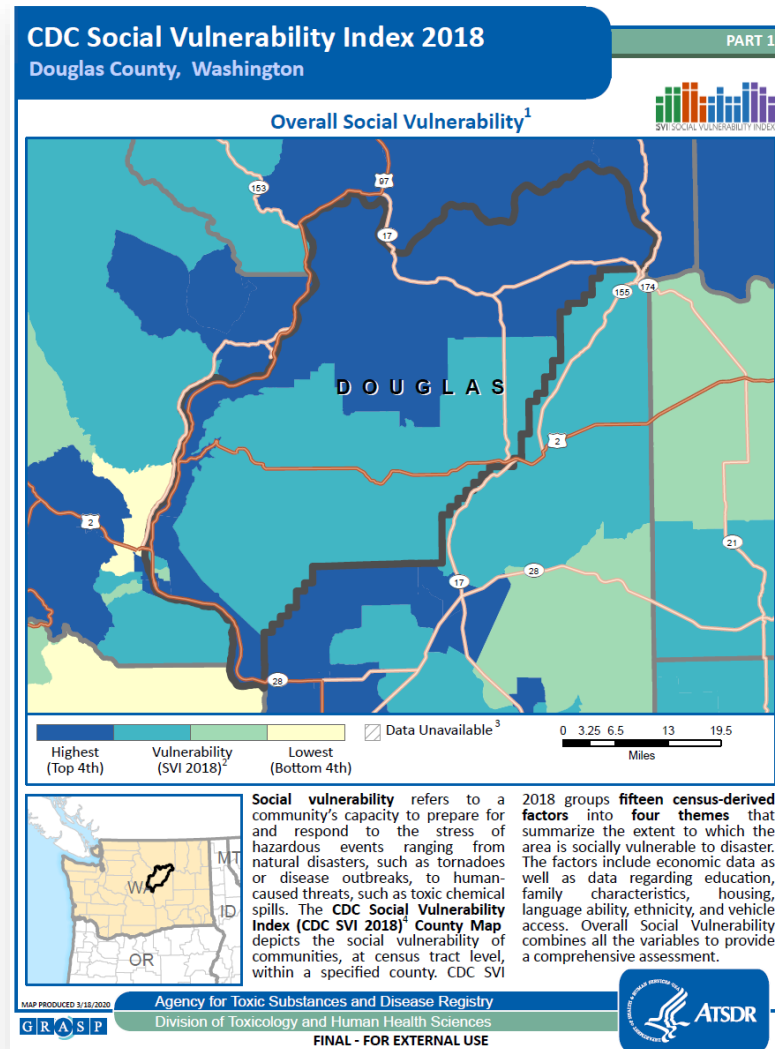 CDC Social Vulnerability Index 2018
PART 1
Douglas County, Washington
Overall Social Vulnerability1
SVI SOCIAL VULNERABILITY INDEX
153
97
17
155
174
DOUGLAS
2
2
21
28
17
28
Highest
(Top 4th)
Vulnerability
(SVI 2018)2
Lowest
(Bottom 4th)
Data Unavailable3
0 3.25 6.5 13 19.5
Miles
WA
MT
ID
OR
Social vulnerability refers to a
community's capacity to prepare for
and respond to the stress of
hazardous events ranging from
natural disasters, such as tornadoes
or disease outbreaks, to human-
caused threats, such as toxic chemical
spills. The CDC Social Vulnerability
Index (CDC SVI 2018)4 County Map
depicts the social vulnerability of
communities, at census tract level,
within a specified county. CDC SVI
2018 groups fifteen census-derived
factors into four themes that
summarize the extent to which the
area is socially vulnerable to disaster.
The factors include economic data as
well as data regarding education,
family characteristics, housing,
language ability, ethnicity, and vehicle
access. Overall Social Vulnerability
combines all the variables to provide
a comprehensive assessment.
MAP PRODUCED 3/18/2020
Agency for Toxic Substances and Disease Registry
GRASP
Division of Toxicology and Human Health Sciences
FINAL - FOR EXTERNAL USE
ATSDR